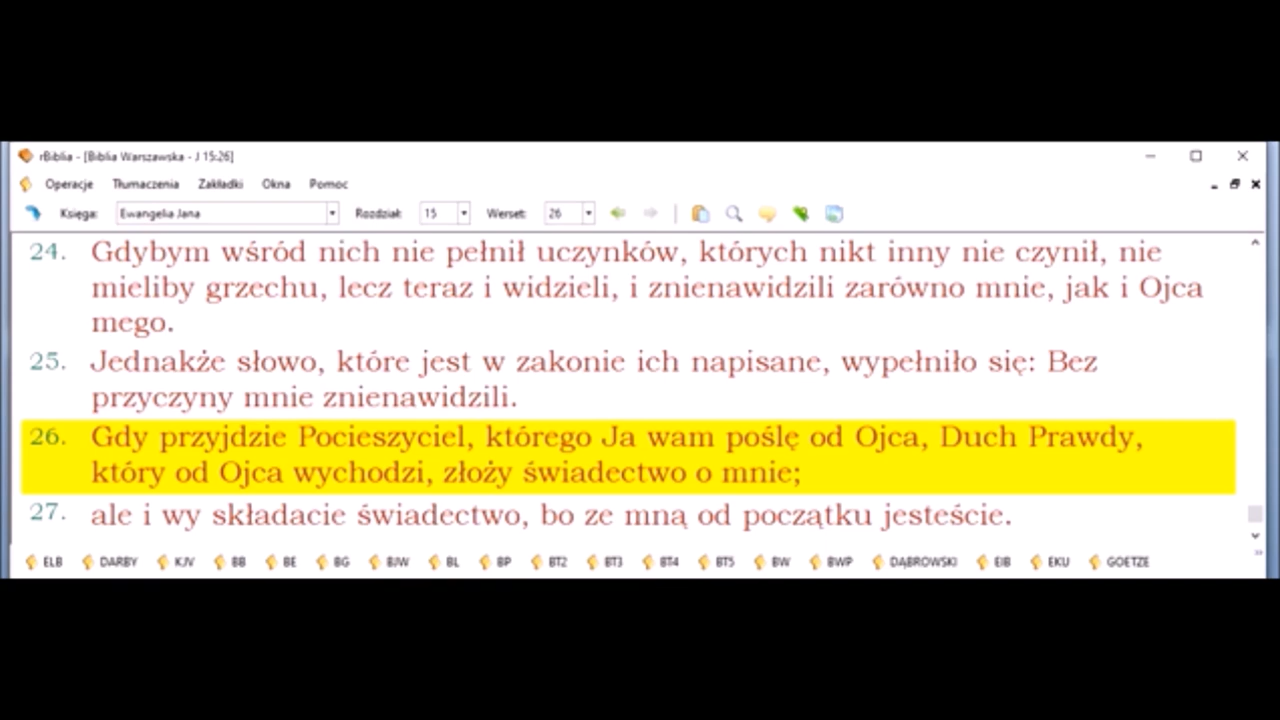 rBiblia - [Biblia Warszawska - J 15:26]
Operacje Tłumaczenia Zakładki Okna Pomoc
Księga: Ewangelia Jana Rozdział: 15 Werset: 26
24. Gdybym wśród nich nie pełnił uczynków, których nikt inny nie czynił, nie
mieliby grzechu, lecz teraz i widzieli, i znienawidzili zarówno mnie, jak i Ojca
mego.
25. Jednakże słowo, które jest w zakonie ich napisane, wypełniło się: Bez
przyczyny mnie znienawidzili.
26. Gdy przyjdzie Pocieszyciel, którego Ja wam poślę od Ojca, Duch Prawdy,
który od Ojca wychodzi, złoży świadectwo o mnie;
27. ale i wy składacie świadectwo, bo ze mną od początku jesteście.
ELB DARBY KJV BB BE BG BJW BL BP BT2 BT3 BT4 BT5 BW BWP DĄBROWSKI EIB EKU GOETZE